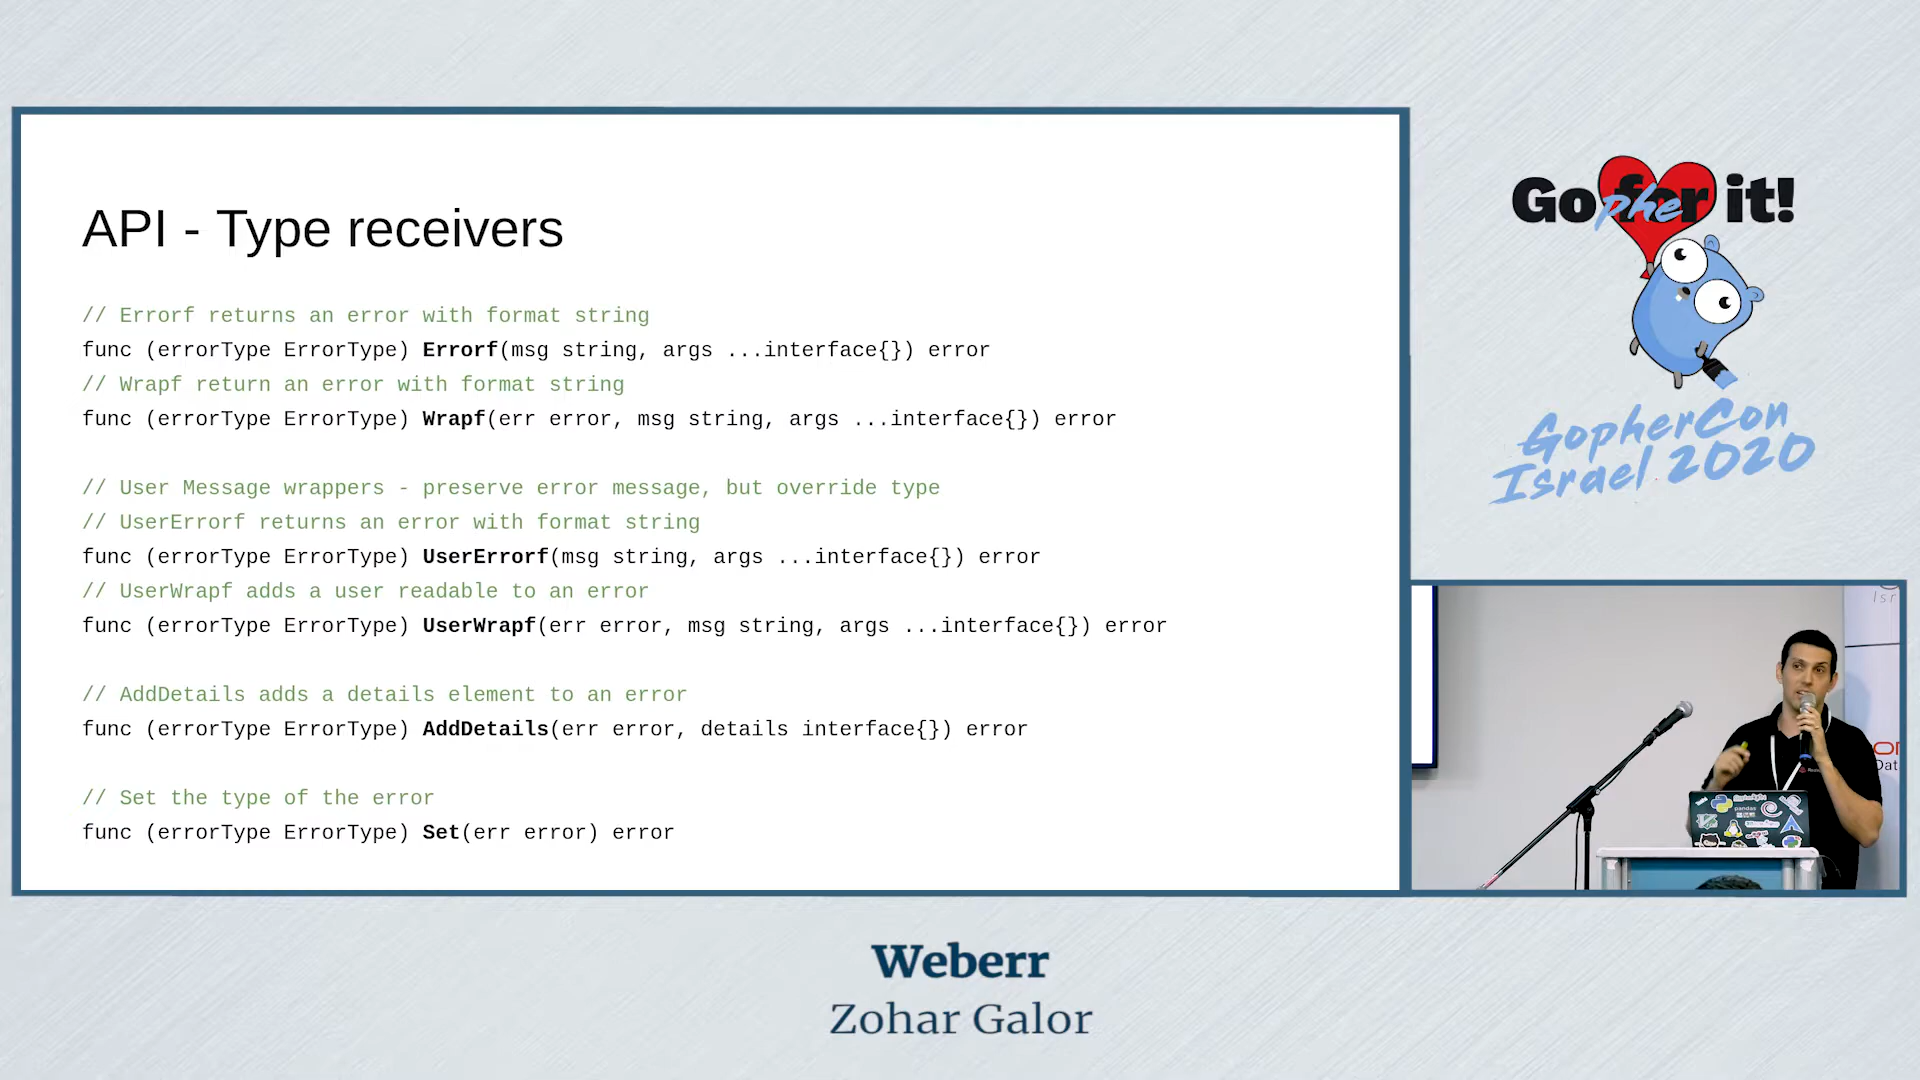 API - Type receivers
// Errorf returns an error with format string
func (errorType ErrorType) Errorf(msg string, args ...interface{}) error
// Wrapf return an error with format string
func (errorType ErrorType) Wrapf(err error, msg string, args ...interface{}) error
// User Message wrappers - preserve error message, but override type
// UserErrorf returns an error with format string
func (errorType ErrorType) UserErrorf(msg string, args ...interface{}) error
// UserWrapf adds a user readable to an error
func (errorType ErrorType) UserWrapf(err error, msg string, args ...interface{}) error
// AddDetails adds a details element to an error
func (errorType ErrorType) AddDetails(err error, details interface{}) error
// Set the type of the error
func (errorType ErrorType) Set(err error) error
Go for it!
phe
GopherCon
Israel 2020
Isr
Dat
pandas
Weberr
Zohar Galor